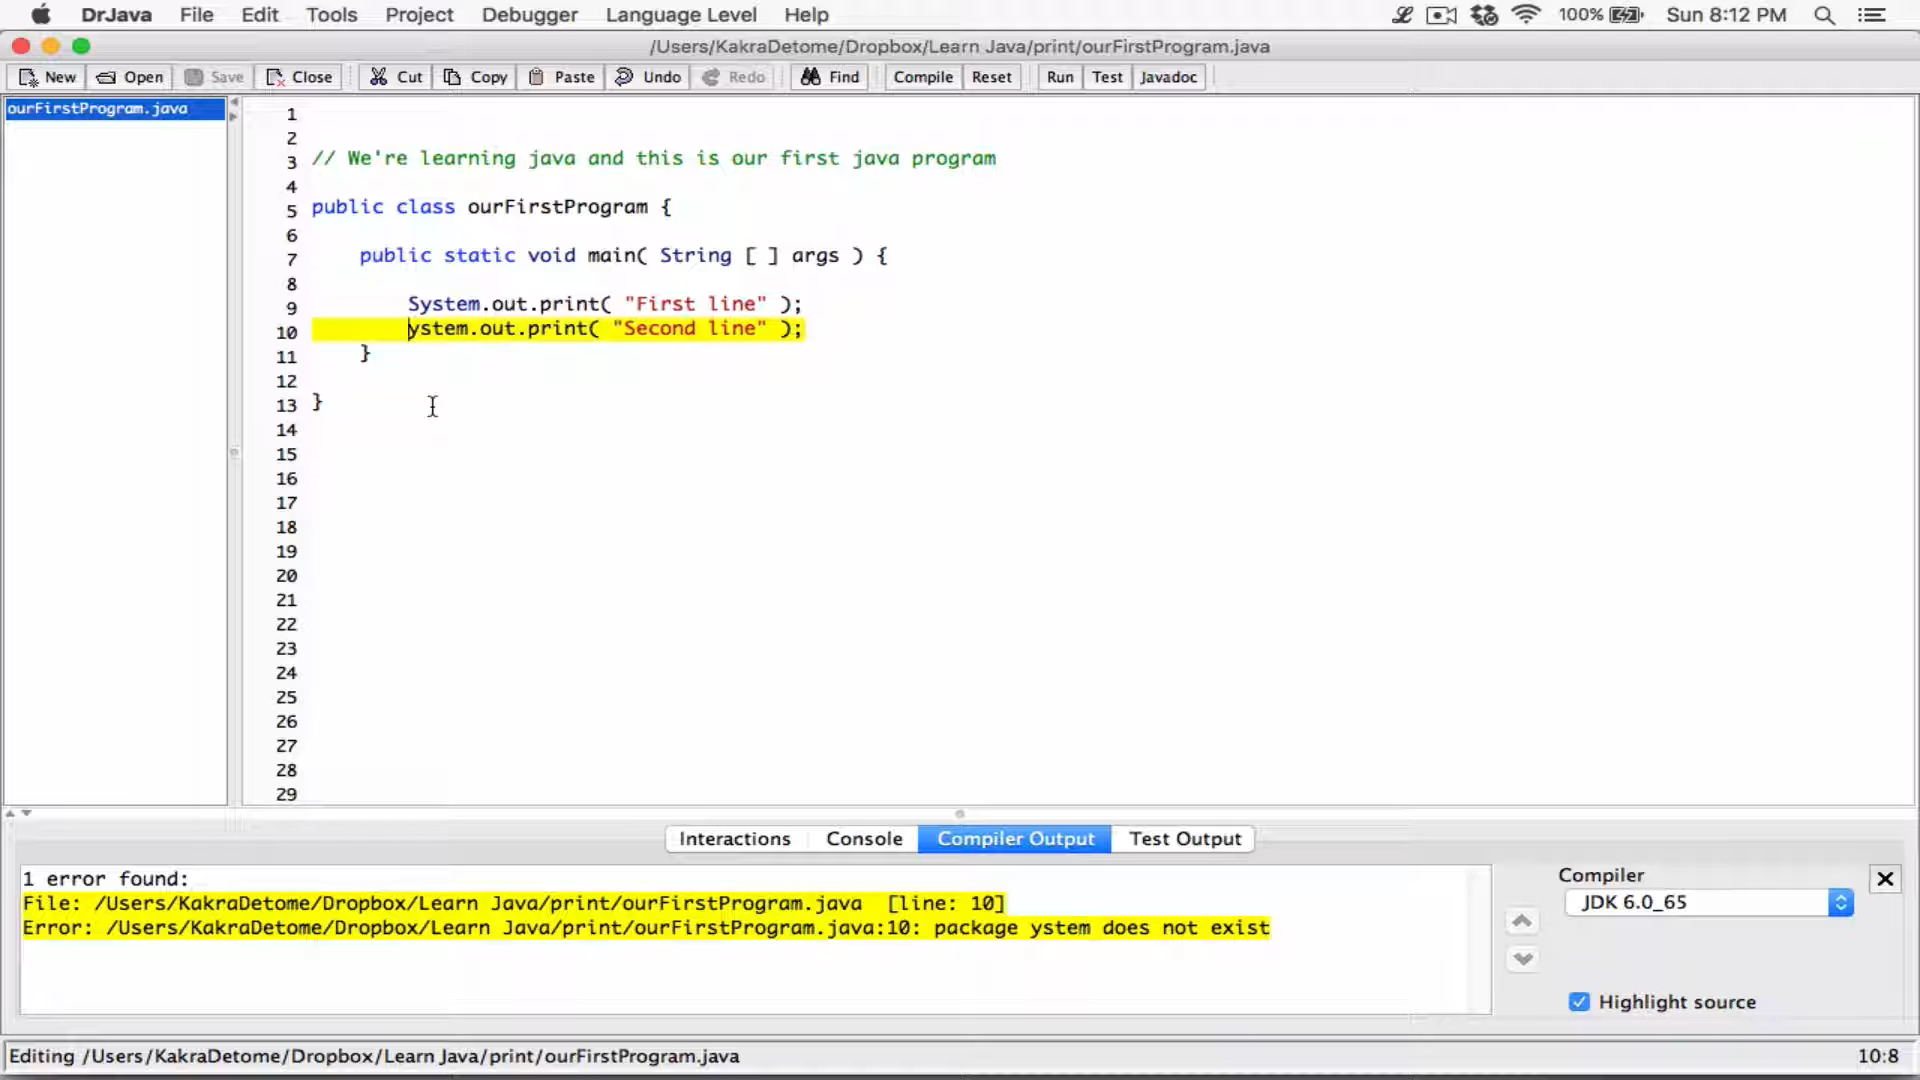 DrJava File Edit Tools Project Debugger Language Level Help 100% Sun 8:12 PM
/Users/KakraDetome/Dropbox/Learn Java/print/ourFirstProgram.java
New Open Save Close Cut Copy Paste Undo Redo Find Compile Reset Run Test Javadoc
ourFirstProgram.java
1
2
3 // We're learning java and this is our first java program
4
5 public class ourFirstProgram {
6
7 public static void main( String [ ] args ) {
8
9 System.out.print( "First line" );
10 ystem.out.print( "Second line" );
11 }
12
13 }
14
15
16
17
18
19
20
21
22
23
24
25
26
27
28
29
Interactions Console Compiler Output Test Output
1 error found:
File: /Users/KakraDetome/Dropbox/Learn Java/print/ourFirstProgram.java [line: 10]
Error: /Users/KakraDetome/Dropbox/Learn Java/print/ourFirstProgram.java:10: package ystem does not exist
Compiler
JDK 6.0_65
Highlight source
Editing /Users/KakraDetome/Dropbox/Learn Java/print/ourFirstProgram.java 10:8